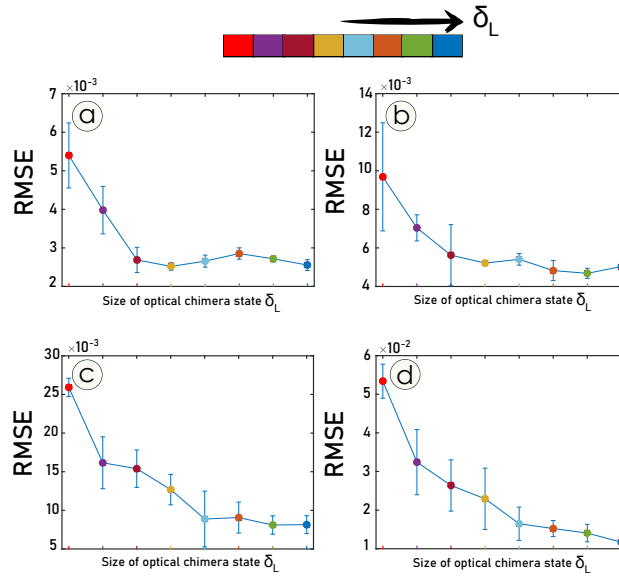 δL
×10⁻³
×10⁻³
a
b
7
6
5
4
3
2
RMSE
14
12
10
8
6
4
RMSE
Size of optical chimera state δL
Size of optical chimera state δL
×10⁻³
×10⁻²
c
d
30
25
20
15
10
5
RMSE
6
5
4
3
2
1
RMSE
Size of optical chimera state δL
Size of optical chimera state δL